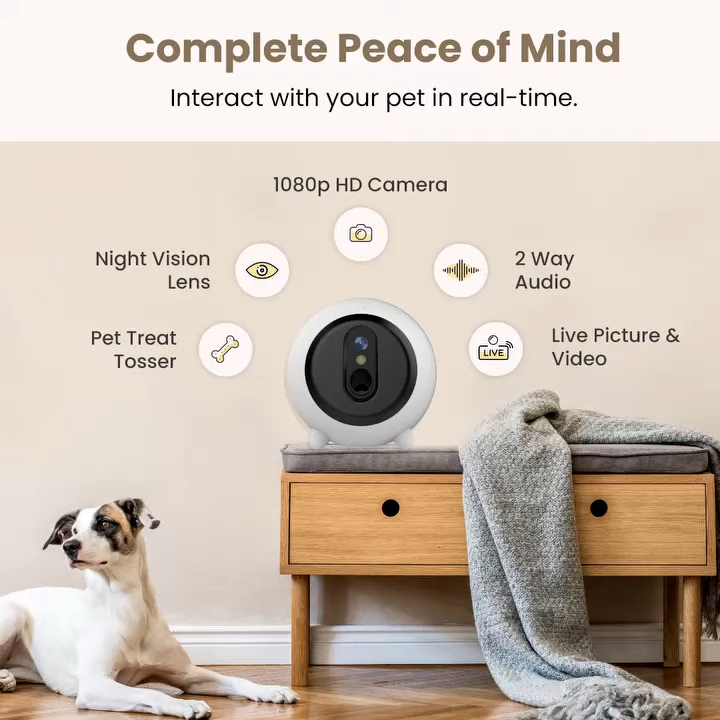 Complete Peace of Mind
Interact with your pet in real-time.
1080p HD Camera
Night Vision
Lens
2 Way
Audio
Pet Treat
Tosser
LIVE
Live Picture &
Video